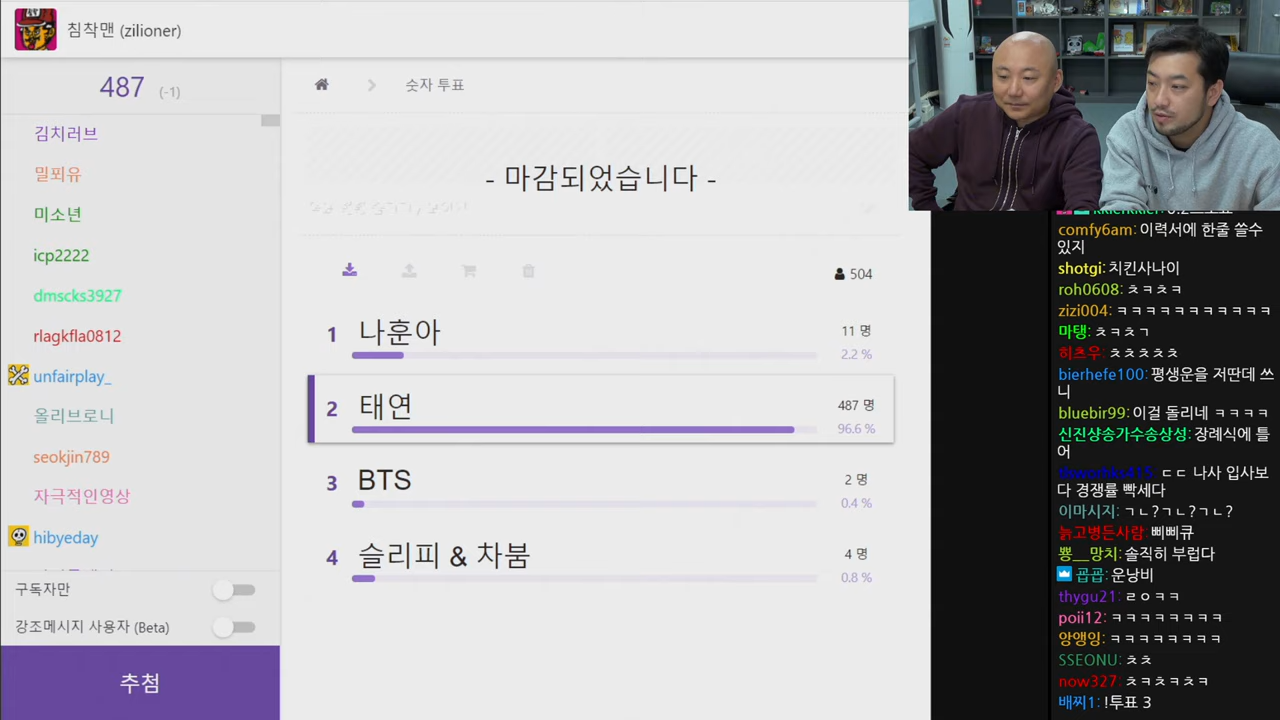 침착맨 (zilioner)
487 (-1)
김치러브
밀푀유
미소년
icp2222
dmscks3927
rlagkfla0812
unfairplay_
올리브로니
seokjin789
자극적인영상
hibyeday
구독자만
강조메시지 사용자 (Beta)
추첨
숫자 투표
- 마감되었습니다 -
504
1 나훈아 11 명
2.2 %
2 태연 487 명
96.6 %
3 BTS 2 명
0.4 %
4 슬리피 & 차붐 4 명
0.8 %
comfy6am: 이력서에 한줄 쓸수
있지
shotgi: 치킨사나이
roh0608: ㅊㅋㅊㅋ
zizi004: ㅋㅋㅋㅋㅋㅋㅋㅋㅋㅋㅋ
마탱: ㅊㅋㅊㄱ
히츠우: ㅊㅊㅊㅊㅊ
bierhefe100: 평생운을 저딴데 쓰
니
bluebir99: 이걸 돌리네 ㅋㅋㅋㅋ
신진샹송가수송상성: 장례식에 틀
어
ㄷㄷ 나사 입사보
다 경쟁률 빡세다
이마시지: ㄱㄴ?ㄱㄴ?ㄱㄴ?
늙고병든사람: 삐삐큐
뿅__망치: 솔직히 부럽다
굡굡: 운낭비
thygu21: ㄹㅇㅋㅋ
poii12: ㅋㅋㅋㅋㅋㅋㅋㅋ
앙앵잉: ㅋㅋㅋㅋㅋㅋㅋㅋ
SSEONU: ㅊㅊ
now327: ㅊㅋㅊㅋㅊㅋ
배찌1: !투표 3